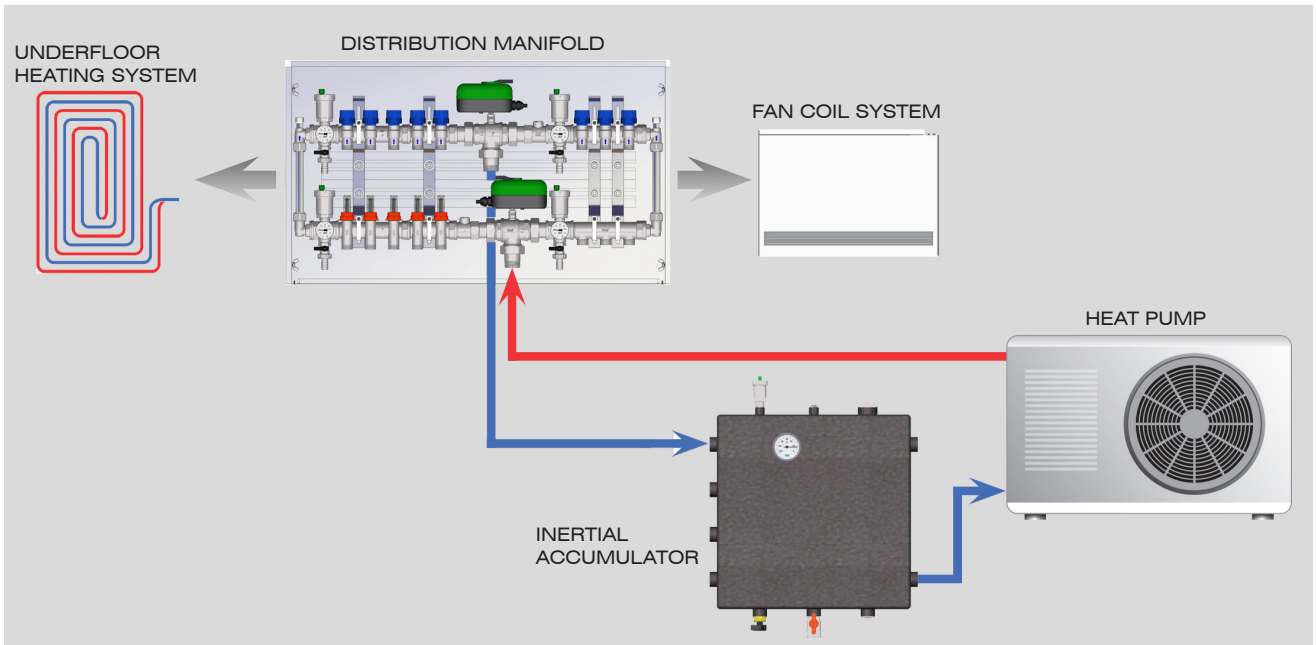 UNDERFLOOR
HEATING SYSTEM
DISTRIBUTION MANIFOLD
FAN COIL SYSTEM
HEAT PUMP
INERTIAL
ACCUMULATOR